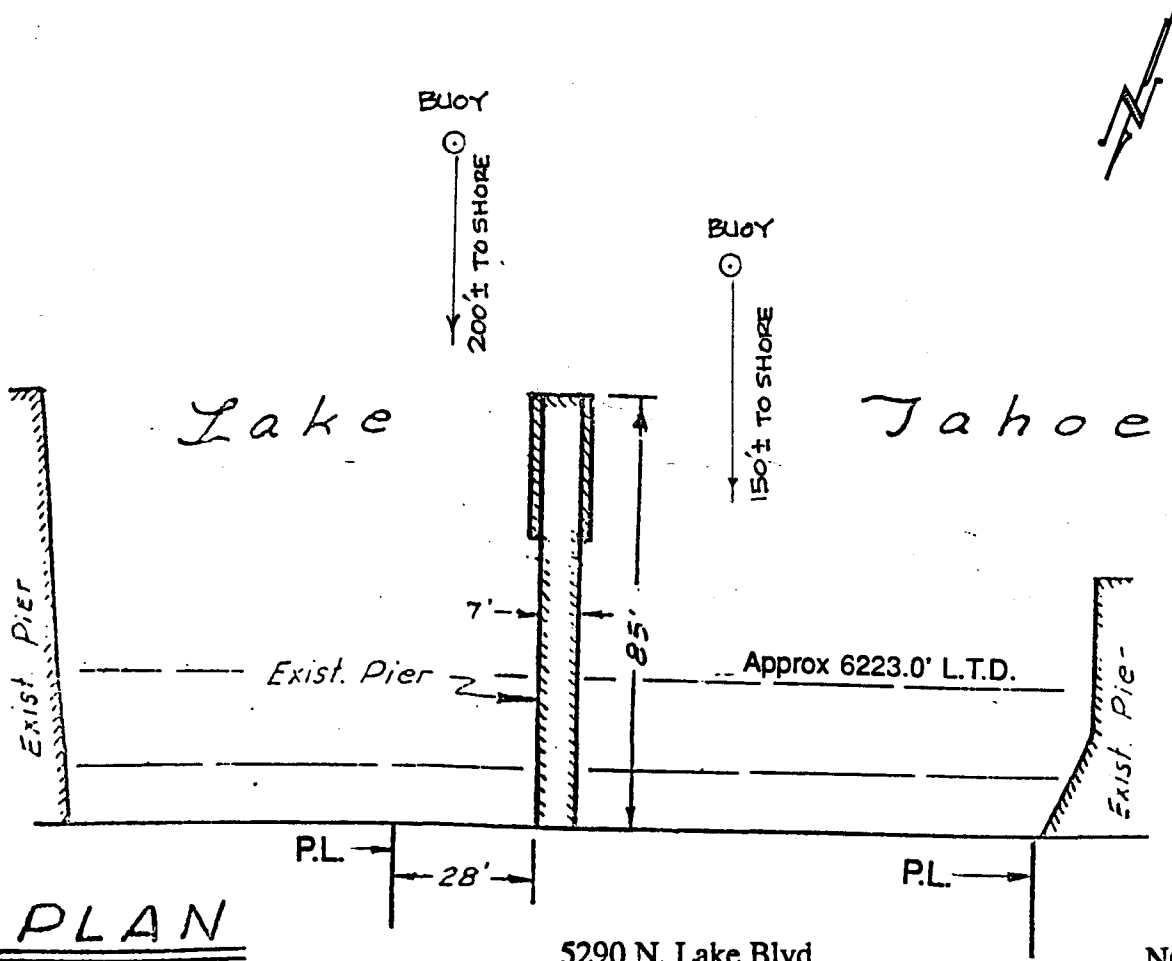 BUOY
200'± TO SHORE
BUOY
150'± TO SHORE
Lake Tahoe
Exist. Pier
7'
85'
Exist. Pier
Approx 6223.0' L.T.D.
Exist. Pie
P.L.
28'
P.L.
PLAN
5290 N. Lake Blvd